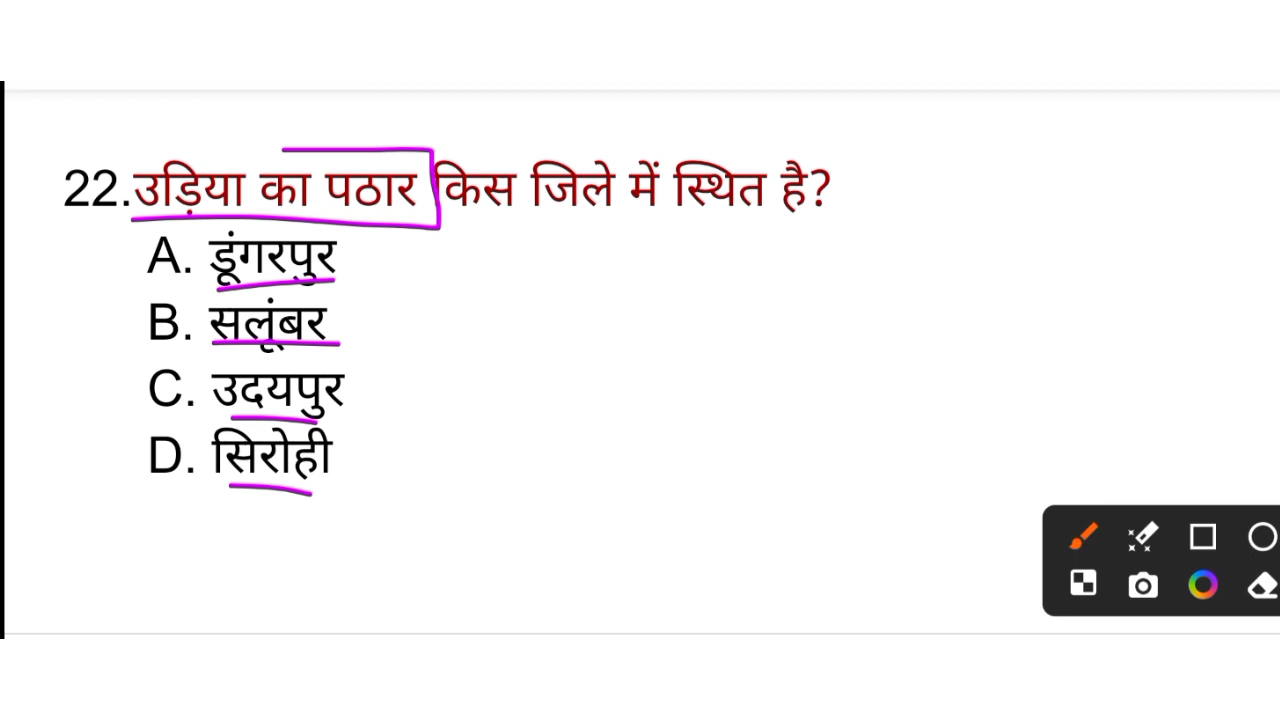 22.उड़िया का पठार किस जिले में स्थित है?
A. डूंगरपुर
B. सलूंबर
C. उदयपुर
D. सिरोही